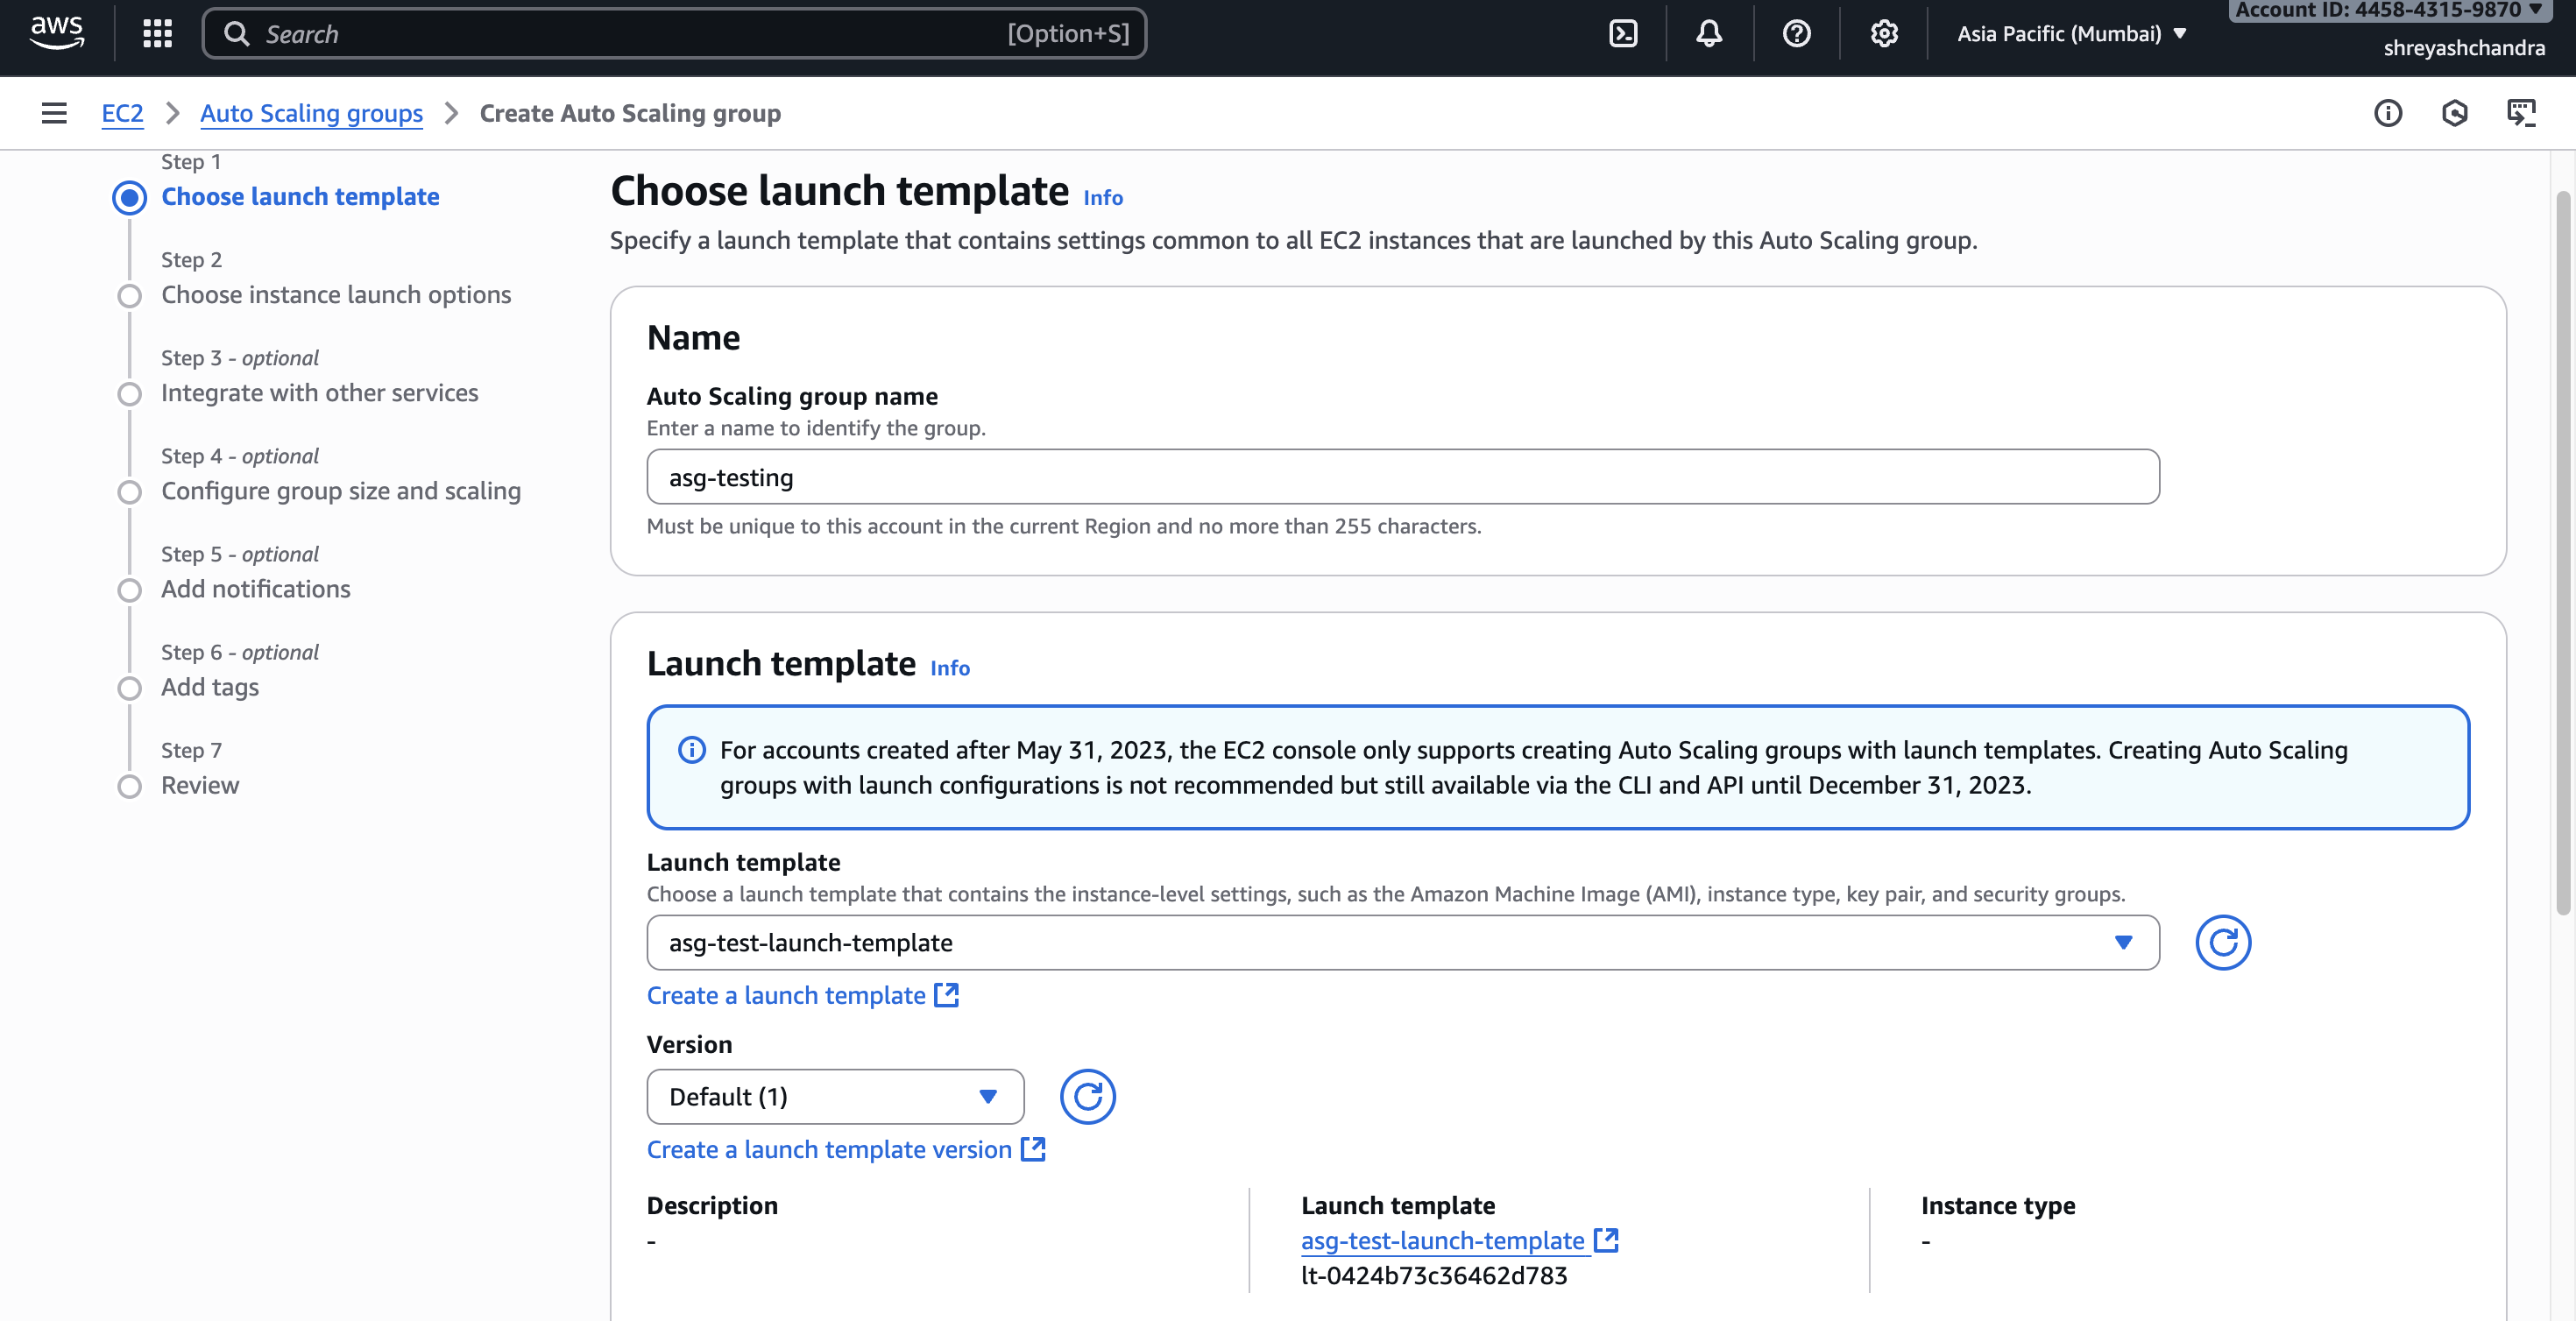 aws
Search
[Option+S]
Asia Pacific (Mumbai)
Account ID: 4458-4315-9870
shreyashchandra
EC2
Auto Scaling groups
Create Auto Scaling group
Step 1
Choose launch template
Step 2
Choose instance launch options
Step 3 - optional
Integrate with other services
Step 4 - optional
Configure group size and scaling
Step 5 - optional
Add notifications
Step 6 - optional
Add tags
Step 7
Review
Choose launch template Info
Specify a launch template that contains settings common to all EC2 instances that are launched by this Auto Scaling group.
Name
Auto Scaling group name
Enter a name to identify the group.
asg-testing
Must be unique to this account in the current Region and no more than 255 characters.
Launch template Info
For accounts created after May 31, 2023, the EC2 console only supports creating Auto Scaling groups with launch templates. Creating Auto Scaling
groups with launch configurations is not recommended but still available via the CLI and API until December 31, 2023.
Launch template
Choose a launch template that contains the instance-level settings, such as the Amazon Machine Image (AMI), instance type, key pair, and security groups.
asg-test-launch-template
Create a launch template
Version
Default (1)
Create a launch template version
Description
-
Launch template
asg-test-launch-template
lt-0424b73c36462d783
Instance type
-